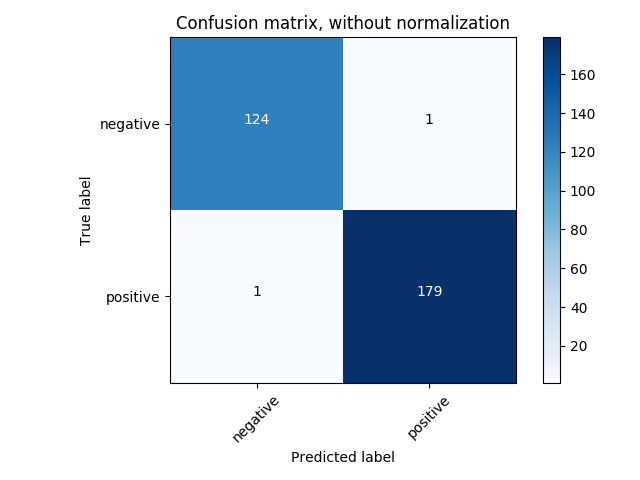 Confusion matrix, without normalization
negative
124
1
positive
1
179
True label
negative
positive
Predicted label
160
140
120
100
80
60
40
20